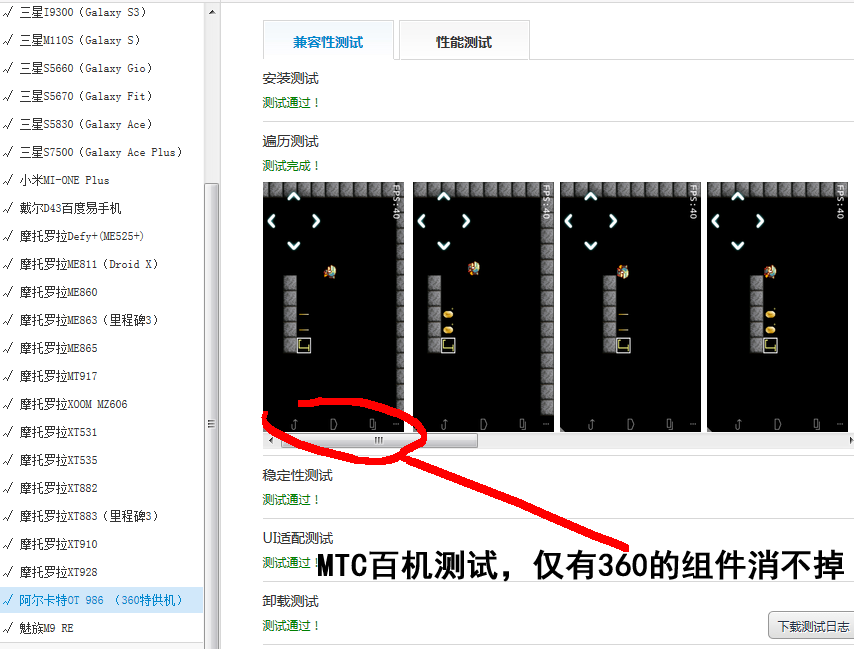 三星I9300（Galaxy S3）
三星M110S（Galaxy S）
三星S5660（Galaxy Gio）
三星S5670（Galaxy Fit）
三星S5830（Galaxy Ace）
三星S7500（Galaxy Ace Plus）
小米MI-ONE Plus
戴尔D43百度易手机
摩托罗拉Defy+(ME525+)
摩托罗拉ME811（Droid X）
摩托罗拉ME860
摩托罗拉ME863（里程碑3）
摩托罗拉ME865
摩托罗拉MT917
摩托罗拉XOOM MZ606
摩托罗拉XT531
摩托罗拉XT535
摩托罗拉XT882
摩托罗拉XT883（里程碑3）
摩托罗拉XT910
摩托罗拉XT928
阿尔卡特OT 986 （360特供机）
魅族M9 RE
兼容性测试
性能测试
安装测试
测试通过！
遍历测试
测试完成！
FPS:40
FPS:40
FPS:40
FPS:40
稳定性测试
测试通过！
UI适配测试
测试通过！
MTC百机测试，仅有360的组件消不掉
卸载测试
测试通过！
下载测试日志